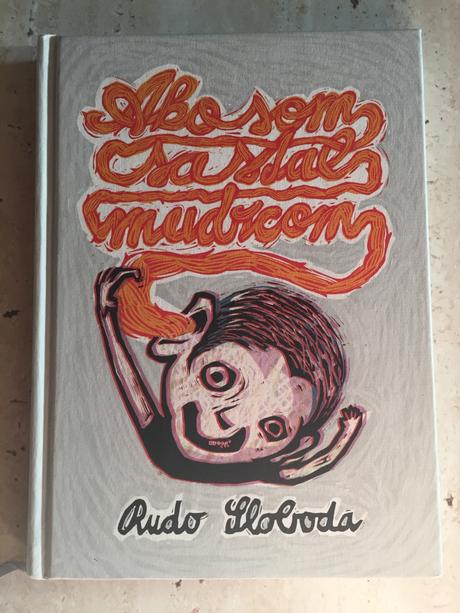 Ako som
sa stal
mudrcom
Rudo Sloboda